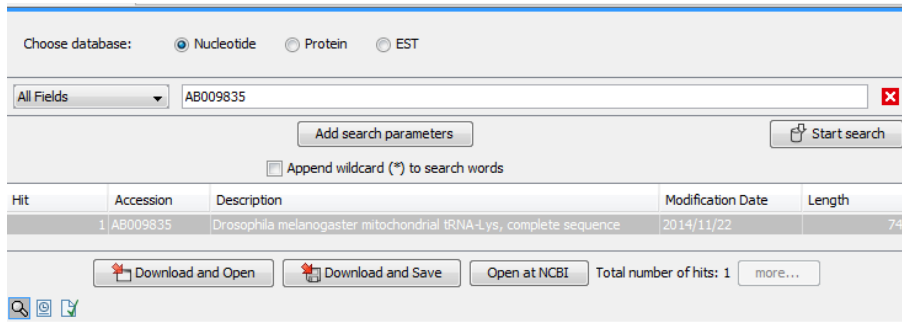 Choose database: Nucleotide Protein EST
All Fields AB009835
Add search parameters Start search
Append wildcard (*) to search words
Hit Accession Description Modification Date Length
1 AB009835 Drosophila melanogaster mitochondrial tRNA-Lys, complete sequence 2014/11/22 74
Download and Open Download and Save Open at NCBI Total number of hits: 1 more...